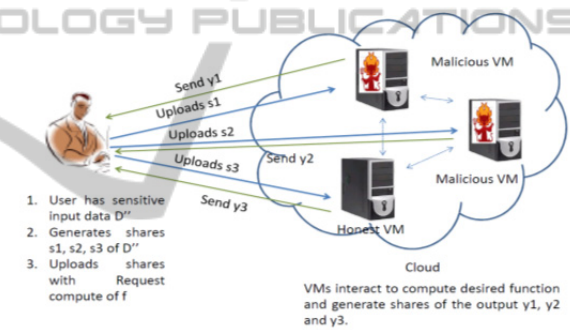 OLOGY PUBLICATIONS
Send y1
Malicious VM
Uploads s1
Uploads s2
Uploads s3
Send y2
Malicious VM
Send y3
Honest VM
1. User has sensitive
input data D''
2. Generates shares
s1, s2, s3 of D''
3. Uploads shares
with Request
compute of f
Cloud
VMs interact to compute desired function
and generate shares of the output y1, y2
and y3.